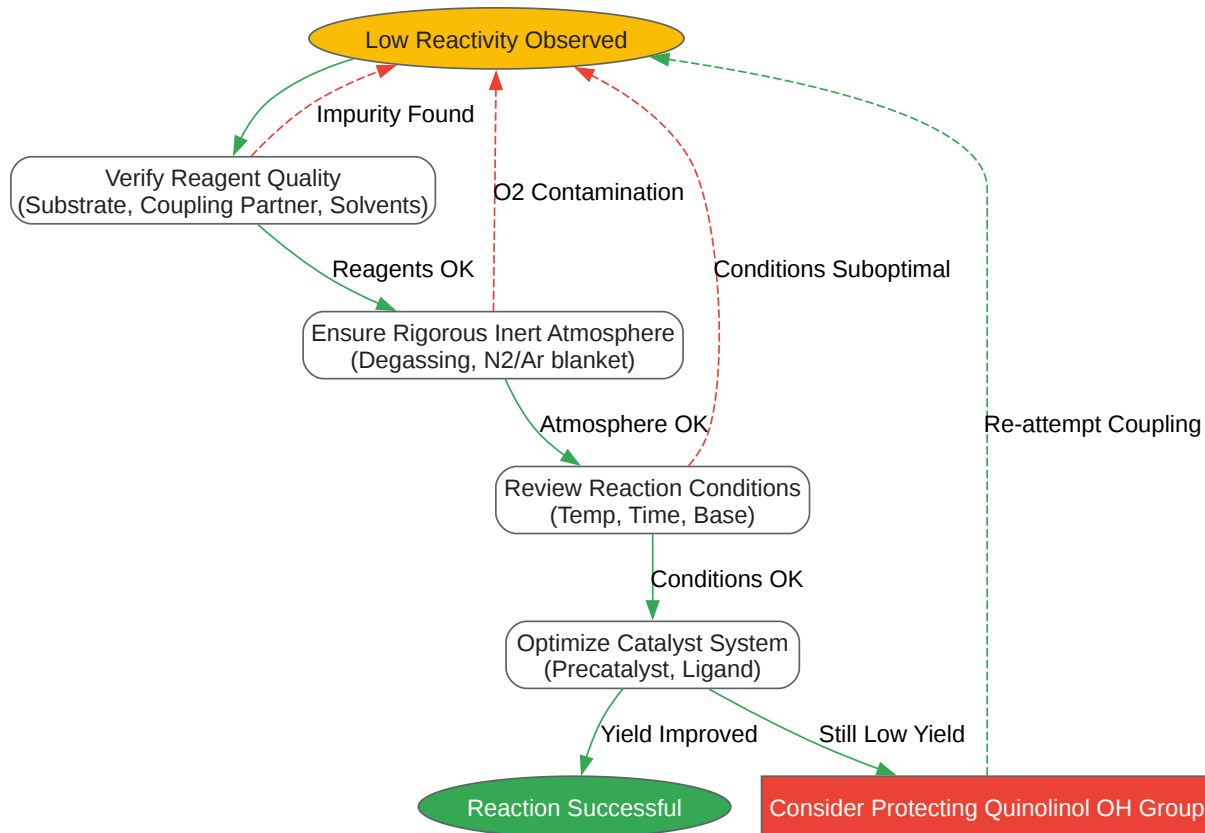 Low Reactivity Observed
Impurity Found
Verify Reagent Quality
(Substrate, Coupling Partner, Solvents)
O2 Contamination
Reagents OK
Conditions Suboptimal
Ensure Rigorous Inert Atmosphere
(Degassing, N2/Ar blanket)
Atmosphere OK
Re-attempt Coupling
Review Reaction Conditions
(Temp, Time, Base)
Conditions OK
Optimize Catalyst System
(Precatalyst, Ligand)
Yield Improved
Still Low Yield
Reaction Successful
Consider Protecting Quinolinol OH Group